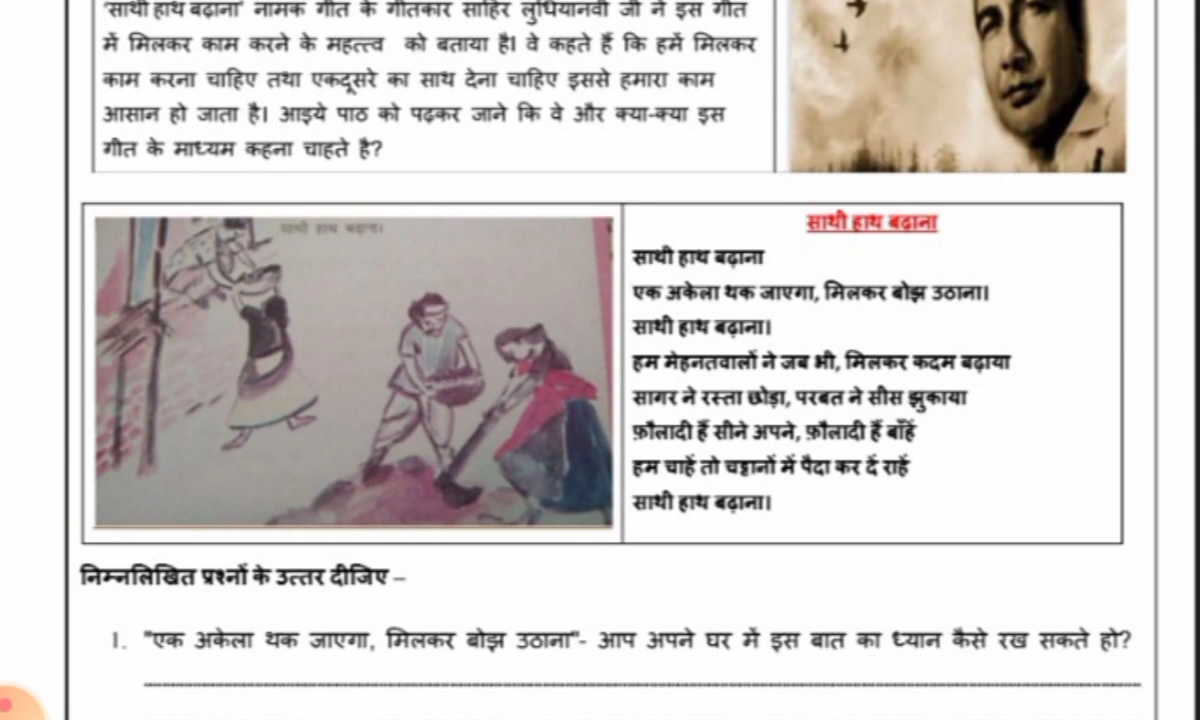 'साथी हाथ बढ़ाना' नामक गीत के गीतकार साहिर लुधियानवी जी ने इस गीत
में मिलकर काम करने के महत्त्व को बताया है। वे कहते हैं कि हमें मिलकर
काम करना चाहिए तथा एकदूसरे का साथ देना चाहिए इससे हमारा काम
आसान हो जाता है। आइये पाठ को पढ़कर जाने कि वे और क्या-क्या इस
गीत के माध्यम कहना चाहते है?
साथी हाथ बढ़ाना।
साथी हाथ बढ़ाना
साथी हाथ बढ़ाना
एक अकेला थक जाएगा, मिलकर बोझ उठाना।
साथी हाथ बढ़ाना।
हम मेहनतवालों ने जब भी, मिलकर कदम बढ़ाया
सागर ने रस्ता छोड़ा, परबत ने सीस झुकाया
फ़ौलादी हैं सीने अपने, फ़ौलादी हैं बाँहें
हम चाहें तो चट्टानों में पैदा कर दें राहें
साथी हाथ बढ़ाना।
निम्नलिखित प्रश्नों के उत्तर दीजिए –
1. "एक अकेला थक जाएगा, मिलकर बोझ उठाना"- आप अपने घर में इस बात का ध्यान कैसे रख सकते हो?